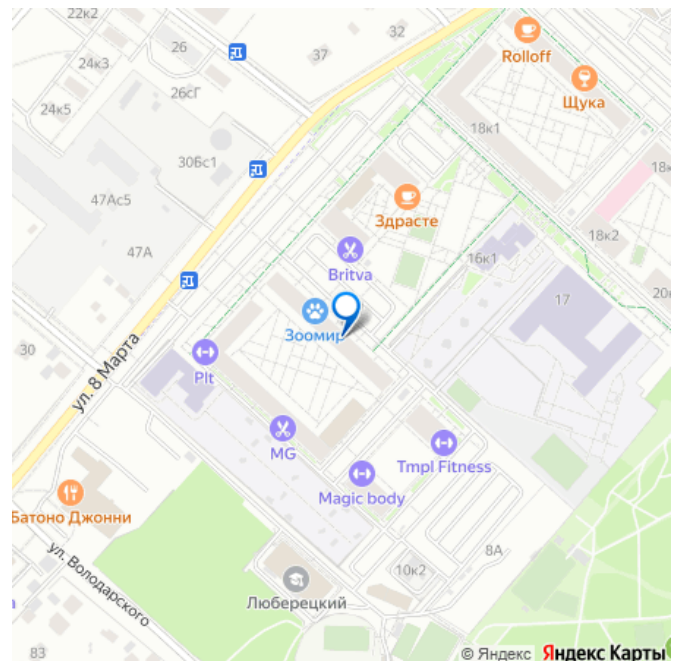 22к2
26
37
32
Rolloff
24к3
26сГ
Щука
24к5
18к1
30Бс1
18к
47Ас5
Здрасте
18к2
47А
16к1
Britva
20к
17
Зоомир
30
ул. 8 Марта
Plt
MG
Tmpl Fitness
Magic body
Батоно Джонни
8А
ул. Володарского
10к2
Люберецкий
83
© Яндекс Яндекс Карты